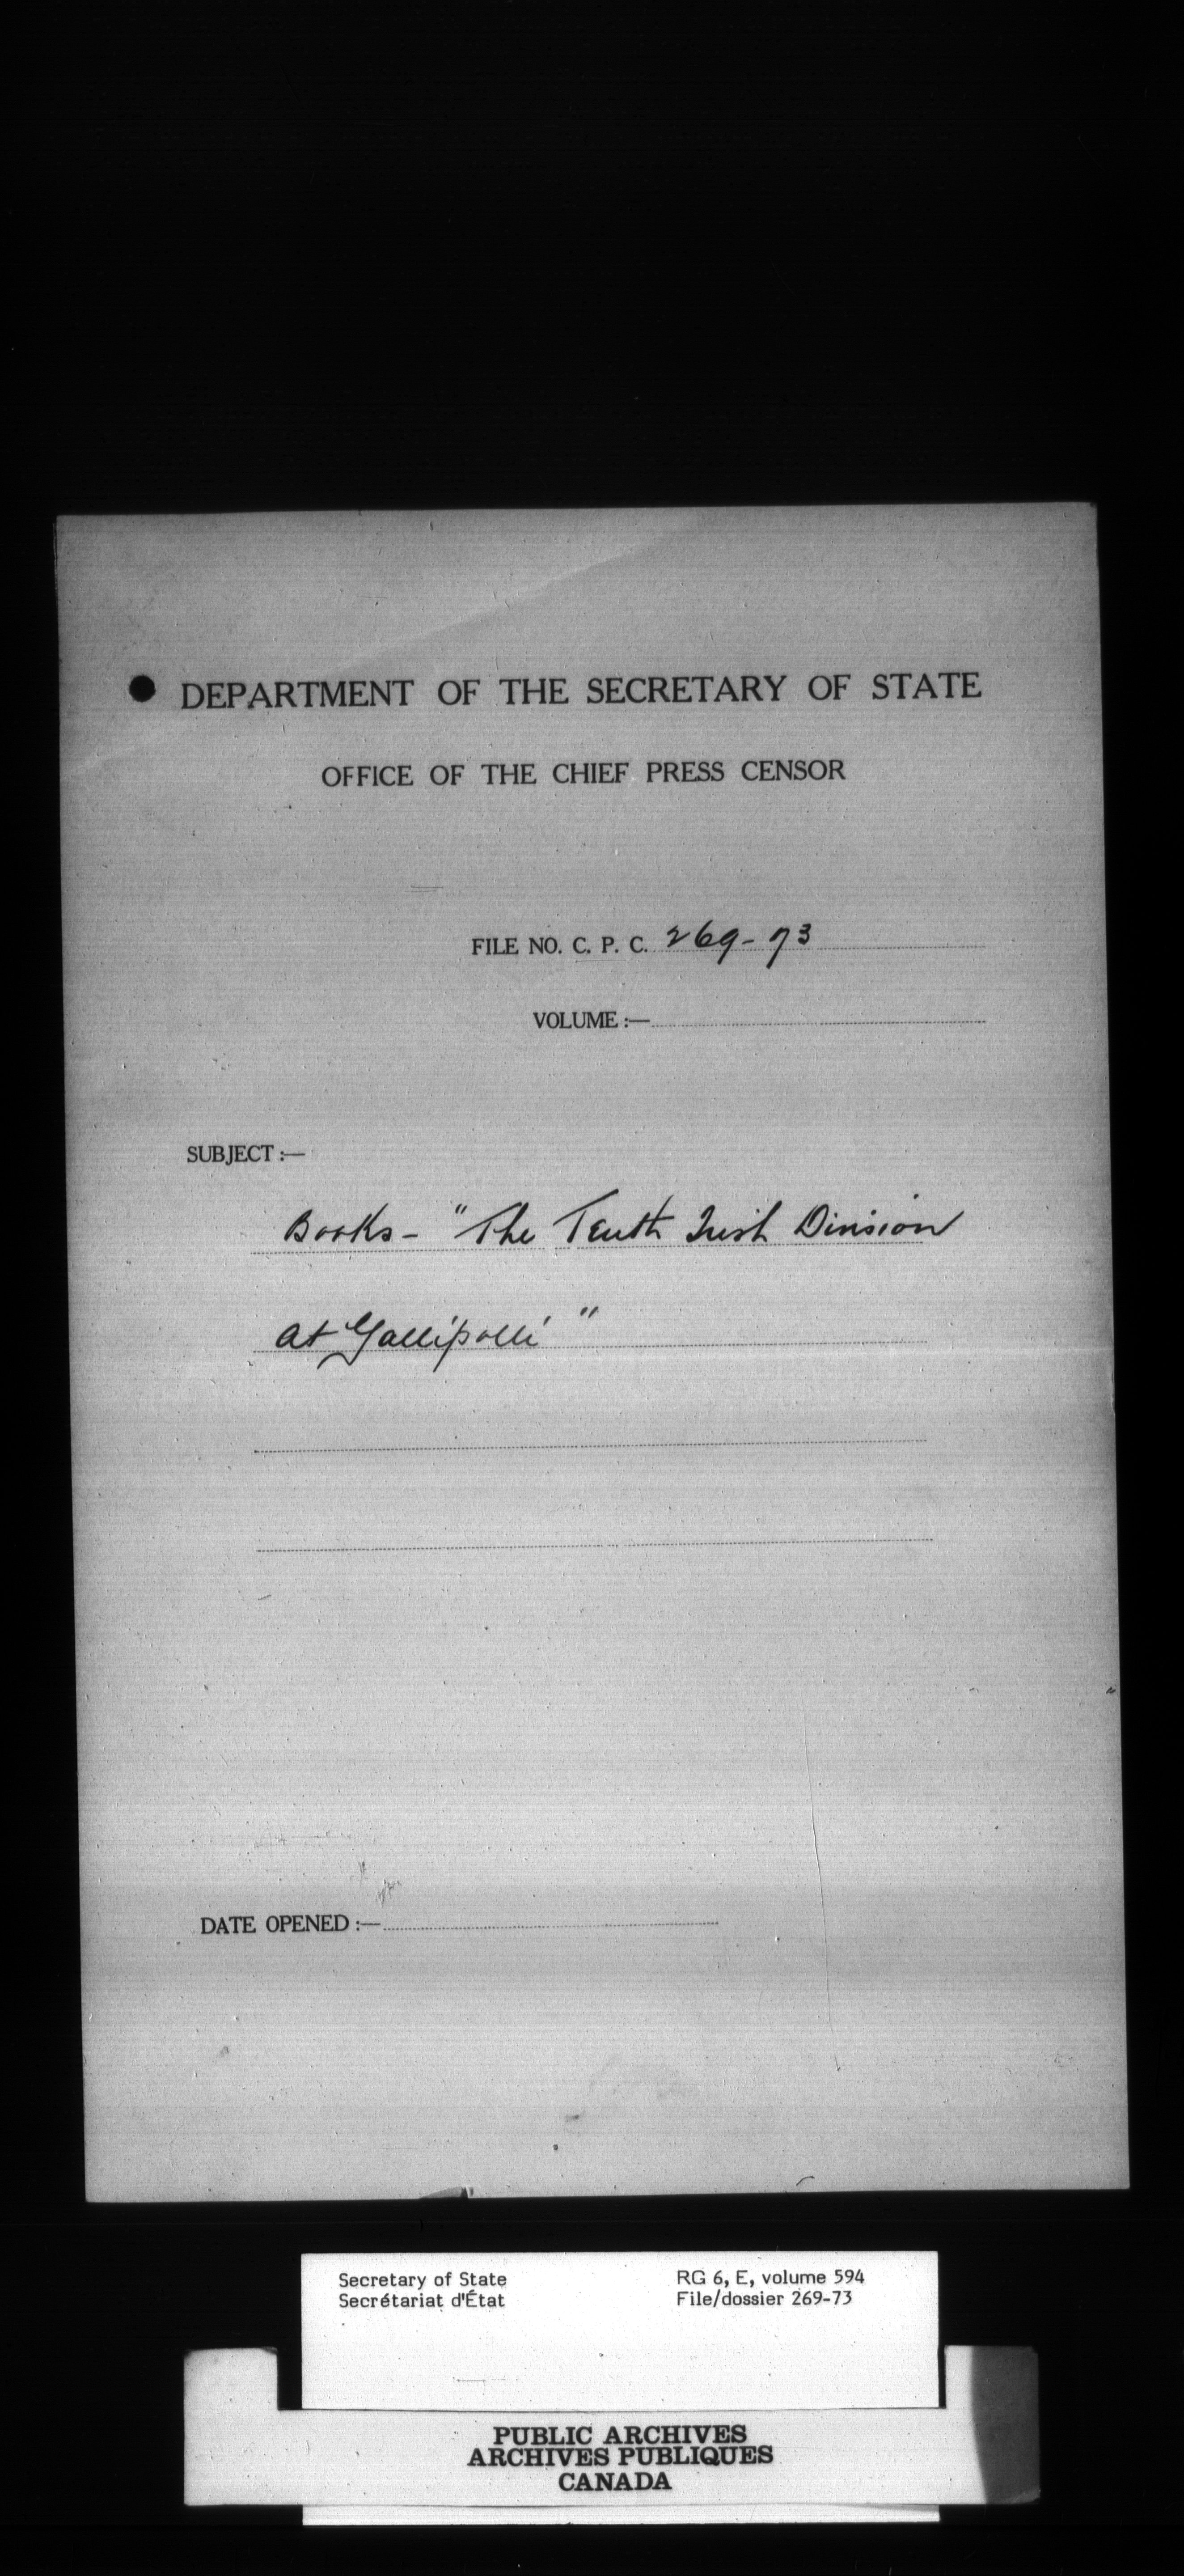 DEPARTMENT OF THE SECRETARY OF STATE
OFFICE OF THE CHIEF PRESS CENSOR
FILE NO. C. P. C. 269-73
VOLUME :—
SUBJECT :—
Books - "The Tenth Irish Division
at Gallipolli"
DATE OPENED :—
Secretary of State
Secrétariat d'État
RG 6, E, volume 594
File/dossier 269-73
PUBLIC ARCHIVES
ARCHIVES PUBLIQUES
CANADA